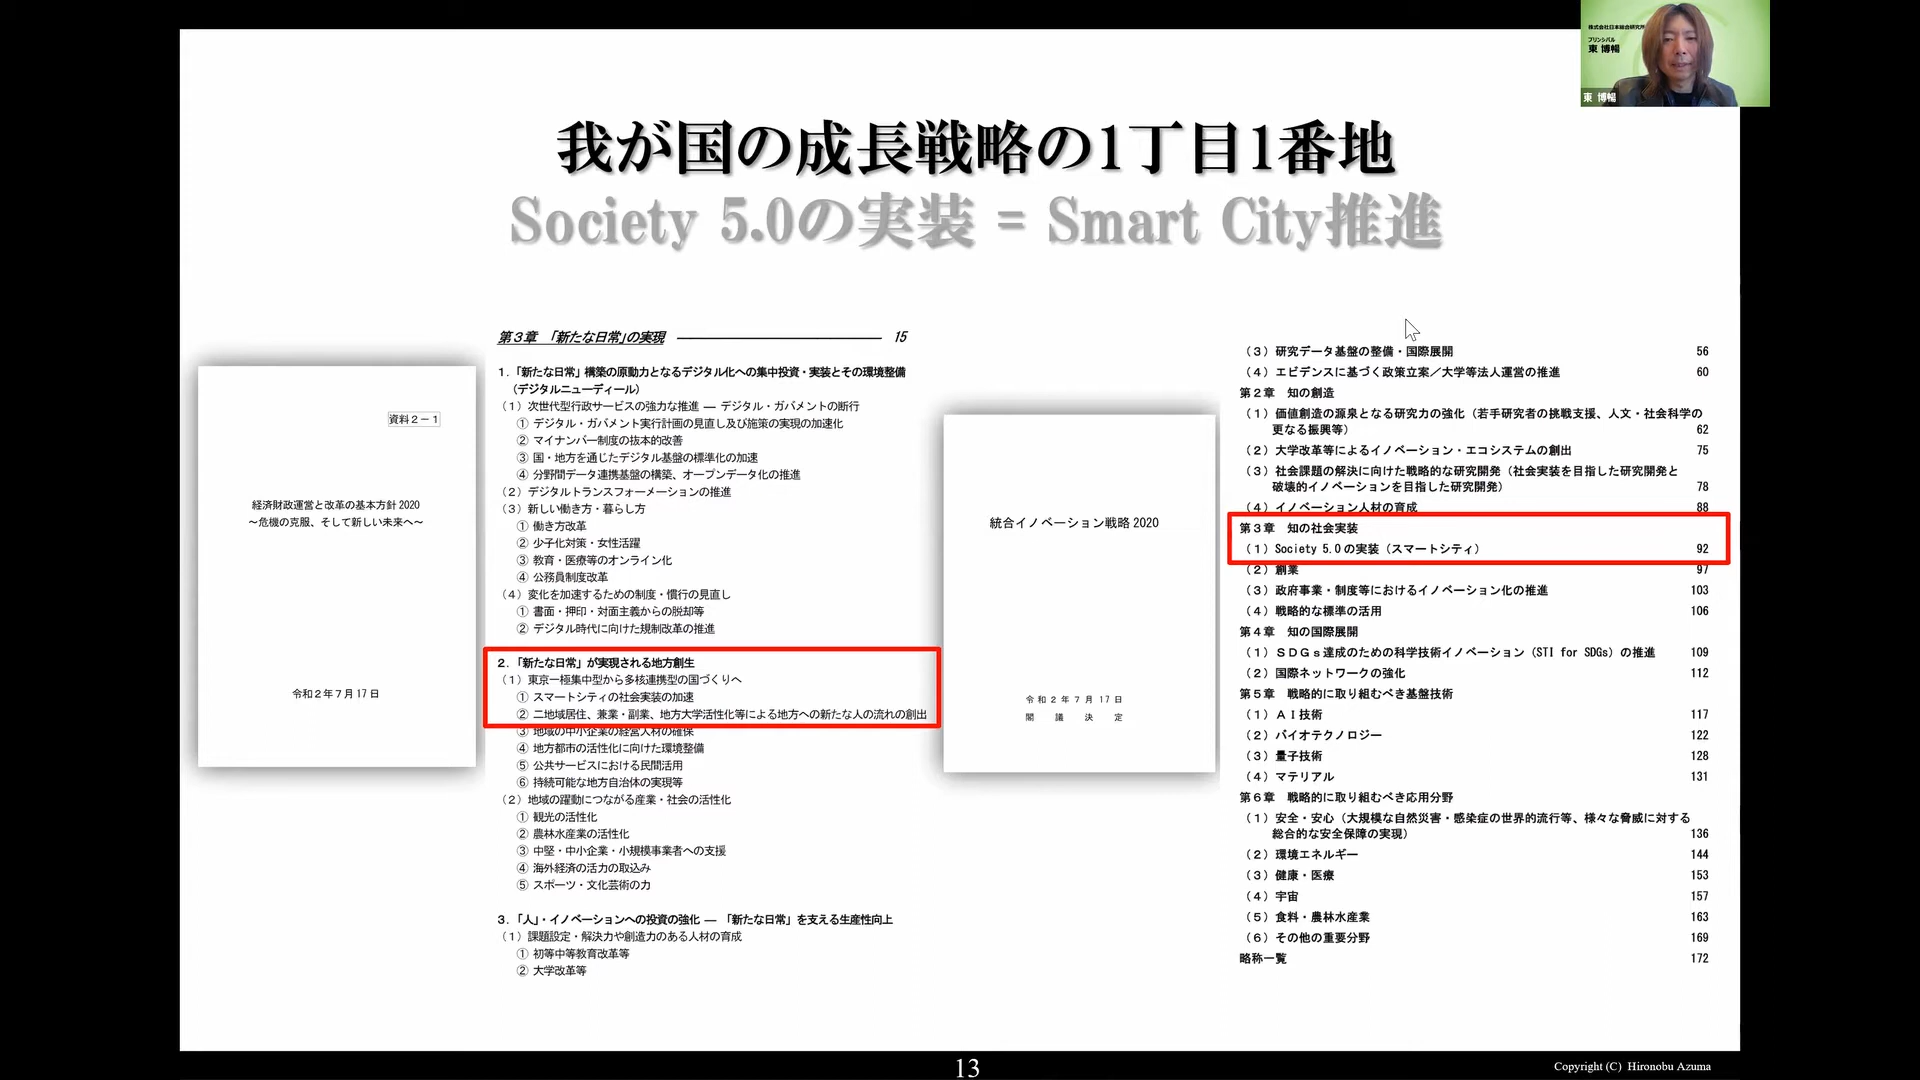 株式会社日本総合研究所
プリンシパル
東 博暢
東 博暢
我が国の成長戦略の1丁目1番地
Society 5.0の実装 = Smart City推進
資料２－１
経済財政運営と改革の基本方針 2020
～危機の克服、そして新しい未来へ～
令和２年７月 17 日
第３章 「新たな日常」の実現 15
１．「新たな日常」構築の原動力となるデジタル化への集中投資・実装とその環境整備
（デジタルニューディール）
（１）次世代型行政サービスの強力な推進 ― デジタル・ガバメントの断行
① デジタル・ガバメント実行計画の見直し及び施策の実現の加速化
② マイナンバー制度の抜本的改善
③ 国・地方を通じたデジタル基盤の標準化の加速
④ 分野間データ連携基盤の構築、オープンデータ化の推進
（２）デジタルトランスフォーメーションの推進
（３）新しい働き方・暮らし方
① 働き方改革
② 少子化対策・女性活躍
③ 教育・医療等のオンライン化
④ 公務員制度改革
（４）変化を加速するための制度・慣行の見直し
① 書面・押印・対面主義からの脱却等
② デジタル時代に向けた規制改革の推進
２．「新たな日常」が実現される地方創生
（１）東京一極集中型から多核連携型の国づくりへ
① スマートシティの社会実装の加速
② 二地域居住、兼業・副業、地方大学活性化等による地方への新たな人の流れの創出
③ 地域の中小企業の経営人材の確保
④ 地方都市の活性化に向けた環境整備
⑤ 公共サービスにおける民間活用
⑥ 持続可能な地方自治体の実現等
（２）地域の躍動につながる産業・社会の活性化
① 観光の活性化
② 農林水産業の活性化
③ 中堅・中小企業・小規模事業者への支援
④ 海外経済の活力の取込み
⑤ スポーツ・文化芸術の力
３．「人」・イノベーションへの投資の強化 ― 「新たな日常」を支える生産性向上
（１）課題設定・解決力や創造力のある人材の育成
① 初等中等教育改革等
② 大学改革等
統合イノベーション戦略 2020
令和２年７月 17 日
閣議決定
（３）研究データ基盤の整備・国際展開 56
（４）エビデンスに基づく政策立案／大学等法人運営の推進 60
第２章 知の創造
（１）価値創造の源泉となる研究力の強化（若手研究者の挑戦支援、人文・社会科学の
更なる振興等） 62
（２）大学改革等によるイノベーション・エコシステムの創出 75
（３）社会課題の解決に向けた戦略的な研究開発（社会実装を目指した研究開発と
破壊的イノベーションを目指した研究開発） 78
（４）イノベーション人材の育成 88
第３章 知の社会実装
（１）Society 5.0 の実装（スマートシティ） 92
（２）創業 97
（３）政府事業・制度等におけるイノベーション化の推進 103
（４）戦略的な標準の活用 106
第４章 知の国際展開
（１）ＳＤＧｓ達成のための科学技術イノベーション（STI for SDGs）の推進 109
（２）国際ネットワークの強化 112
第５章 戦略的に取り組むべき基盤技術
（１）ＡＩ技術 117
（２）バイオテクノロジー 122
（３）量子技術 128
（４）マテリアル 131
第６章 戦略的に取り組むべき応用分野
（１）安全・安心（大規模な自然災害・感染症の世界的流行等、様々な脅威に対する
総合的な安全保障の実現） 136
（２）環境エネルギー 144
（３）健康・医療 153
（４）宇宙 157
（５）食料・農林水産業 163
（６）その他の重要分野 169
略称一覧 172
13
Copyright (C) Hironobu Azuma